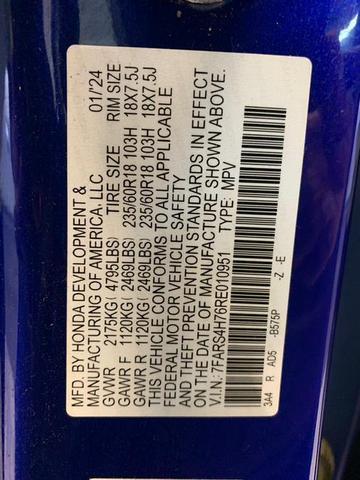 MFD. BY HONDA DEVELOPMENT &
MANUFACTURING OF AMERICA, LLC 01/'24
GVWR 2175KG(4795LBS) TIRE SIZE RIM SIZE
GAWR F 1120KG(2469LBS) 235/60R18 103H 18X7.5J
GAWR R 1120KG(2469LBS) 235/60R18 103H 18X7.5J
THIS VEHICLE CONFORMS TO ALL APPLICABLE
FEDERAL MOTOR VEHICLE SAFETY
AND THEFT PREVENTION STANDARDS IN EFFECT
ON THE DATE OF MANUFACTURE SHOWN ABOVE.
V.I.N: 7FARS4H76RE010951 TYPE: MPV
3A4 R AD5 -B575P -Z -E